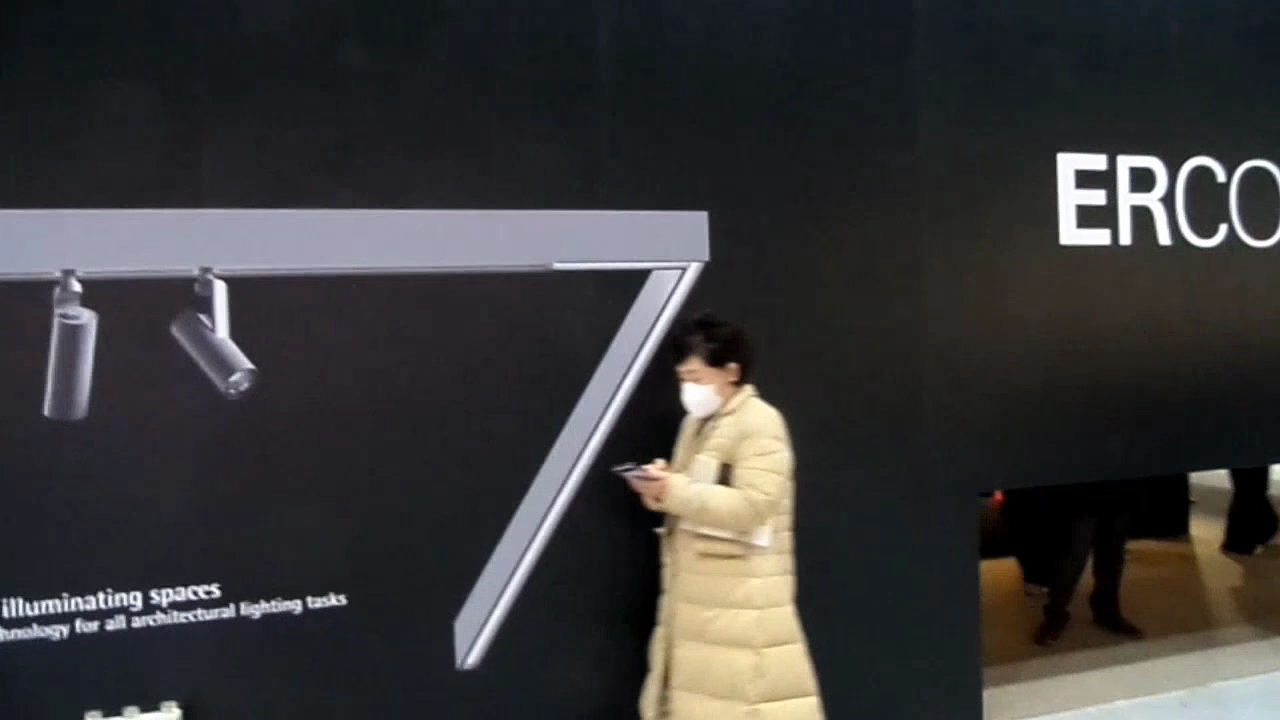 ERCO
illuminating spaces
hnology for all architectural lighting tasks